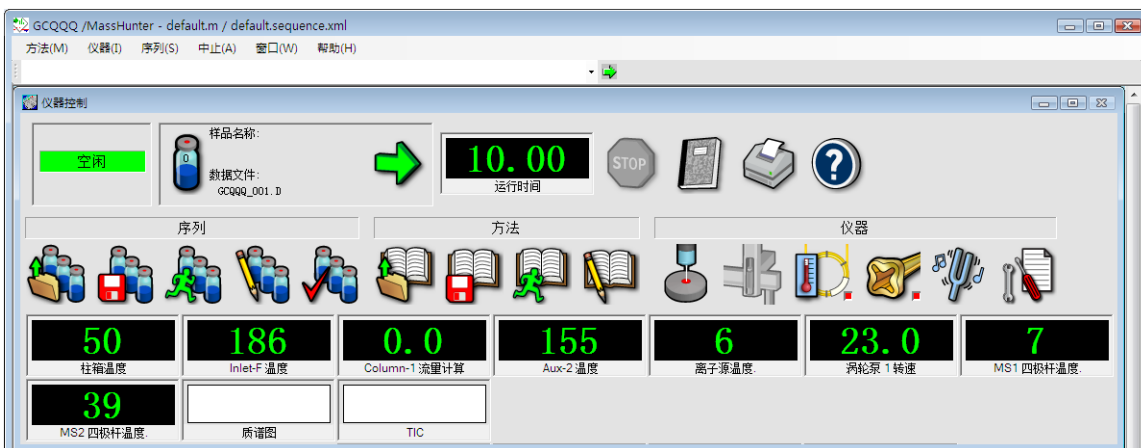 GCQQQ /MassHunter - default.m / default.sequence.xml
方法(M) 仪器(I) 序列(S) 中止(A) 窗口(W) 帮助(H)
仪器控制
空闲
0
样品名称:
数据文件:
GCQQQ_001.D
10.00
运行时间
STOP
?
序列 方法 仪器
50 186 0.0 155 6 23.0 7
柱箱温度 Inlet-F 温度 Column-1 流量计算 Aux-2 温度 离子源温度. 涡轮泵 1 转速 MS1 四极杆温度.
39
MS2 四极杆温度. 质谱图 TIC